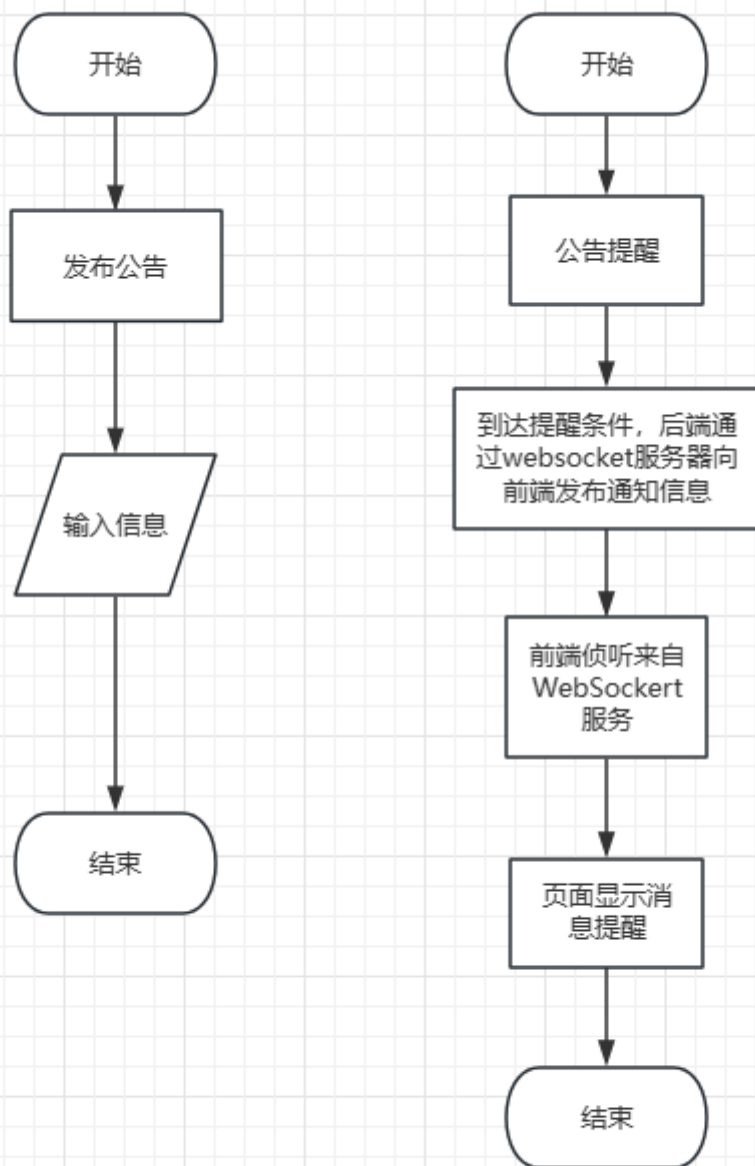 开始
发布公告
输入信息
结束
开始
公告提醒
到达提醒条件，后端通
过websocket服务器向
前端发布通知信息
前端侦听来自
WebSockert
服务
页面显示消
息提醒
结束